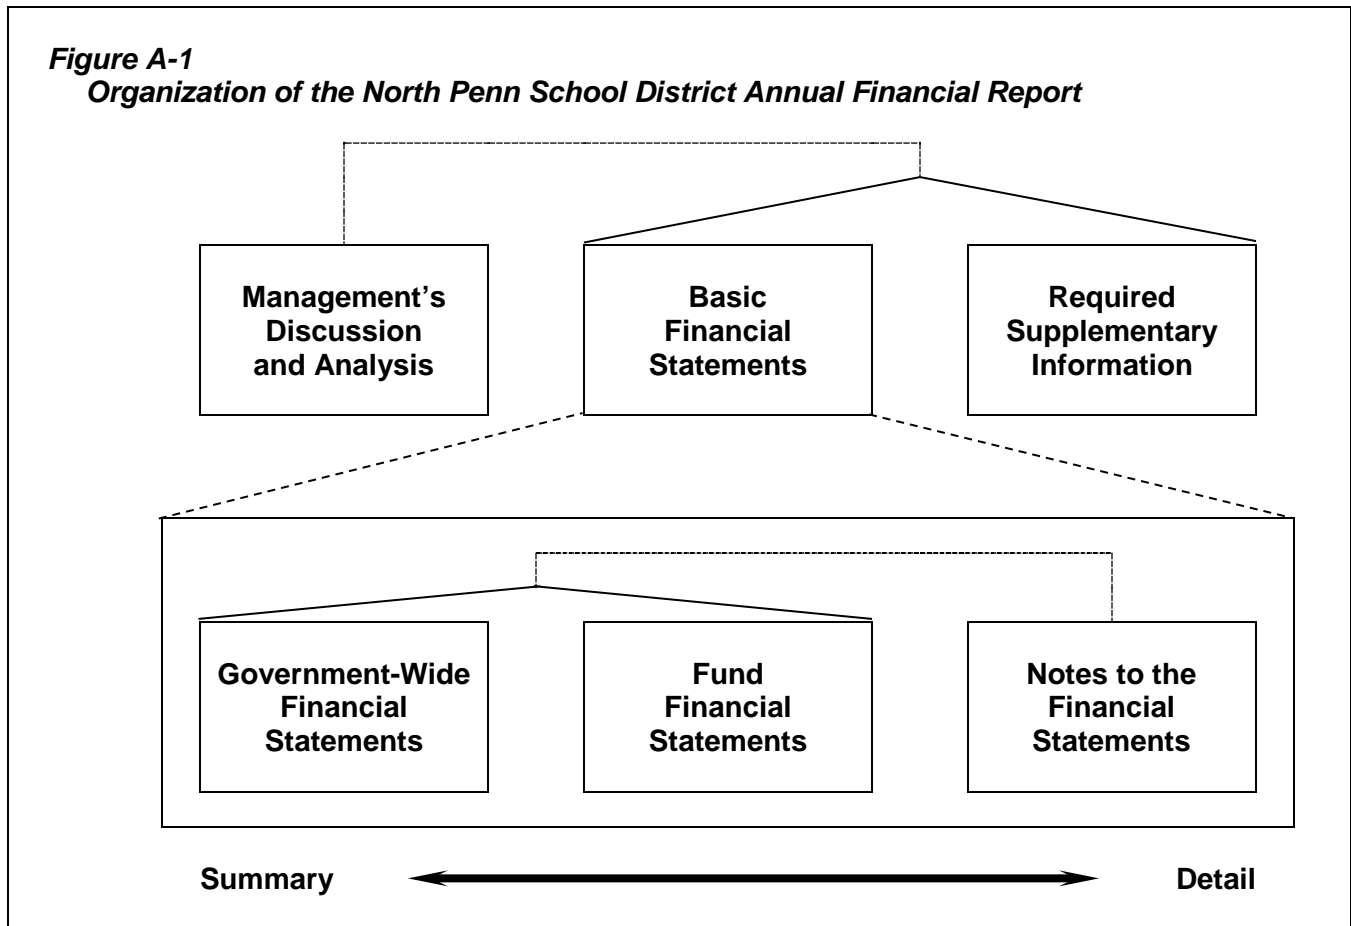 Figure A-1
Organization of the North Penn School District Annual Financial Report
Management’s
Discussion
and Analysis
Basic
Financial
Statements
Required
Supplementary
Information
Government-Wide
Financial
Statements
Fund
Financial
Statements
Notes to the
Financial
Statements
Summary
Detail